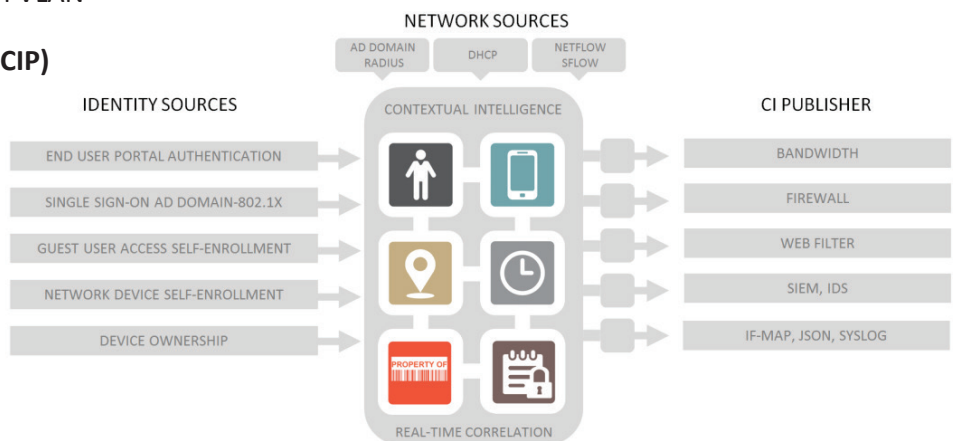 CIP)
NETWORK SOURCES
AD DOMAIN
RADIUS
DHCP
NETFLOW
SFLOW
IDENTITY SOURCES
END USER PORTAL AUTHENTICATION
SINGLE SIGN-ON AD DOMAIN-802.1X
GUEST USER ACCESS SELF-ENROLLMENT
NETWORK DEVICE SELF-ENROLLMENT
DEVICE OWNERSHIP
CONTEXTUAL INTELLIGENCE
PROPERTY OF
REAL-TIME CORRELATION
CI PUBLISHER
BANDWIDTH
FIREWALL
WEB FILTER
SIEM, IDS
IF-MAP, JSON, SYSLOG